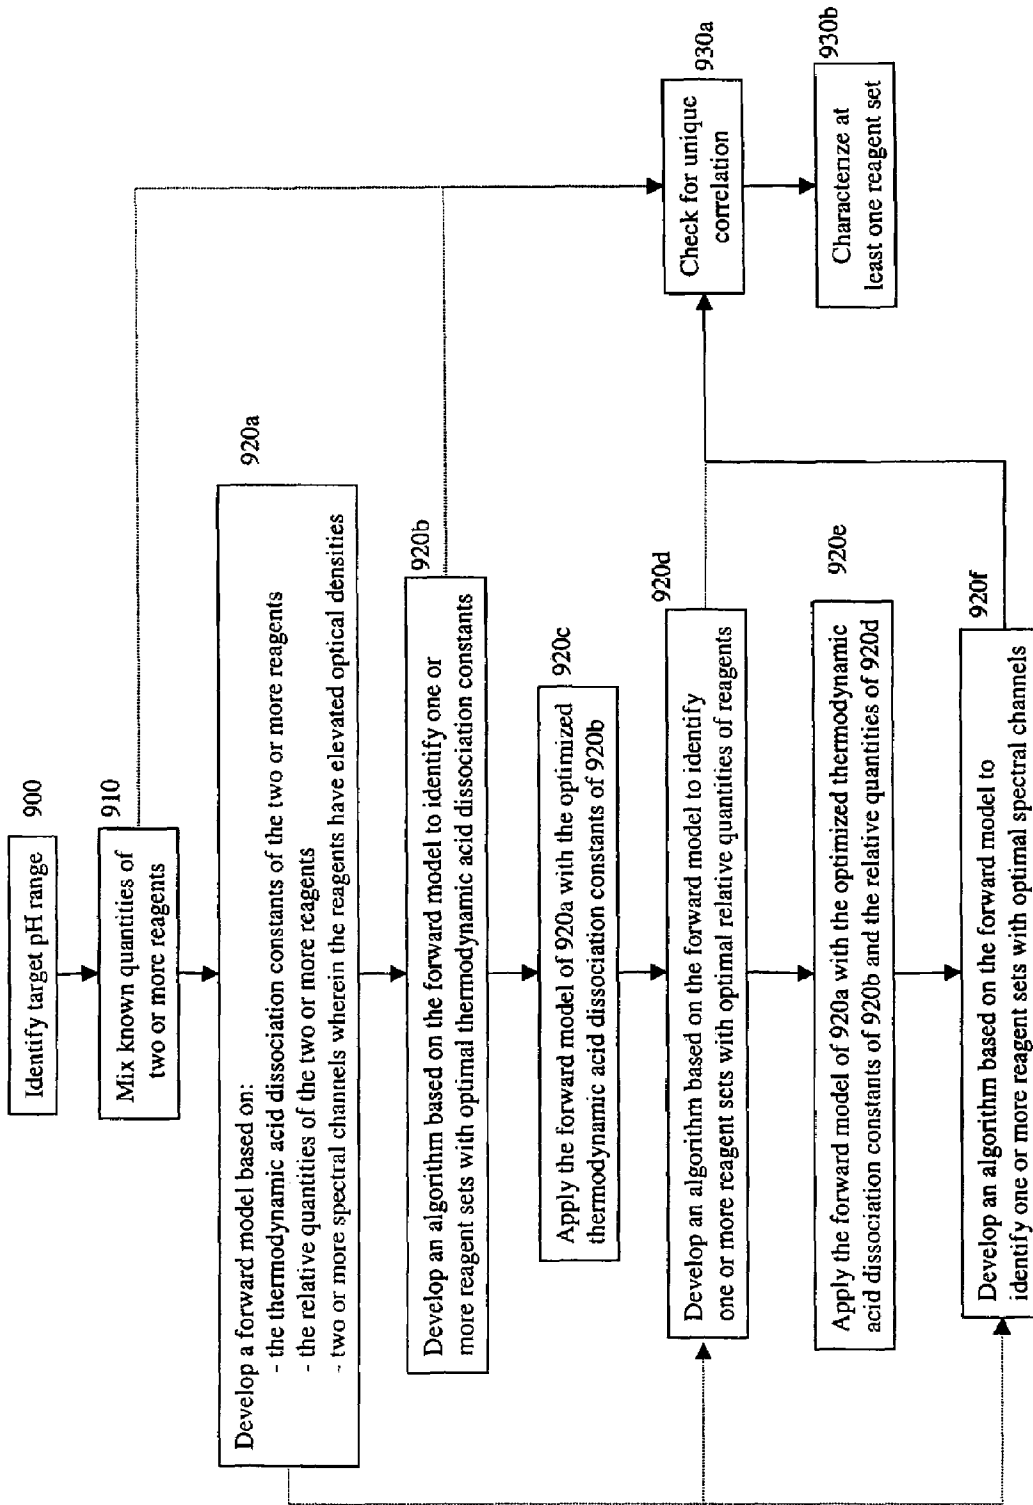 Identify target pH range
900
Mix known quantities of
two or more reagents
910
Develop a forward model based on:
- the thermodynamic acid dissociation constants of the two or more reagents
- the relative quantities of the two or more reagents
- two or more spectral channels wherein the reagents have elevated optical densities
920a
Develop an algorithm based on the forward model to identify one or
more reagent sets with optimal thermodynamic acid dissociation constants
920b
Apply the forward model of 920a with the optimized
thermodynamic acid dissociation constants of 920b
920c
Develop an algorithm based on the forward model to identify
one or more reagent sets with optimal relative quantities of reagents
920d
Apply the forward model of 920a with the optimized thermodynamic
acid dissociation constants of 920b and the relative quantities of 920d
920e
Develop an algorithm based on the forward model to
identify one or more reagent sets with optimal spectral channels
920f
Check for unique
correlation
930a
Characterize at
least one reagent set
930b